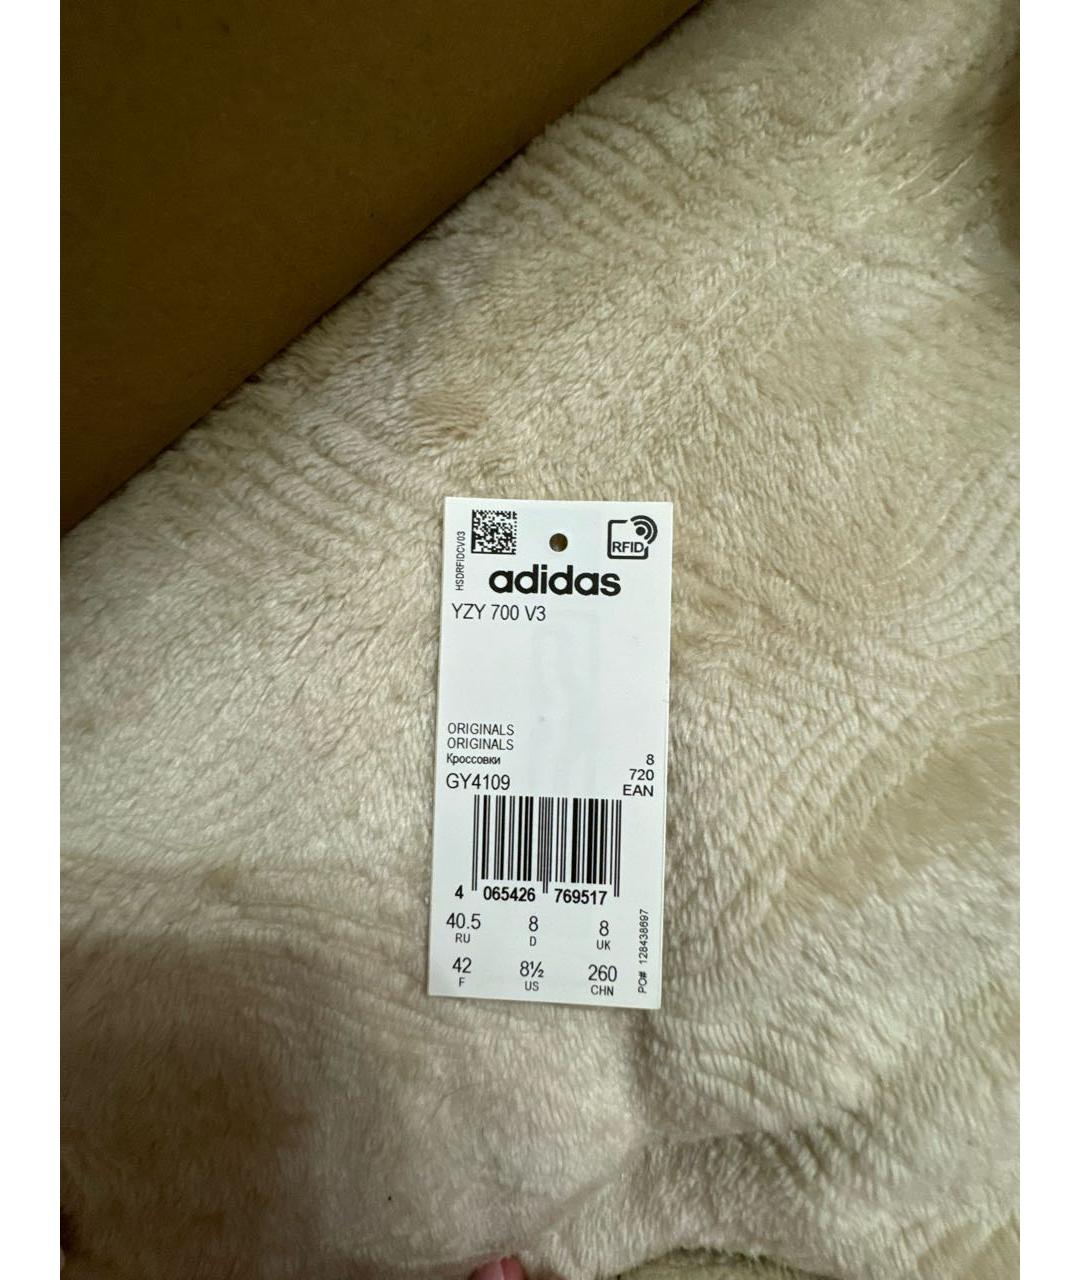 HSDRFIDCV03
RFID
adidas
YZY 700 V3
ORIGINALS
ORIGINALS
Кроссовки
GY4109
8
720
EAN
4 065426 769517
40.5 8 8
RU D UK
42 8½ 260
F US CHN
PO# 128438697